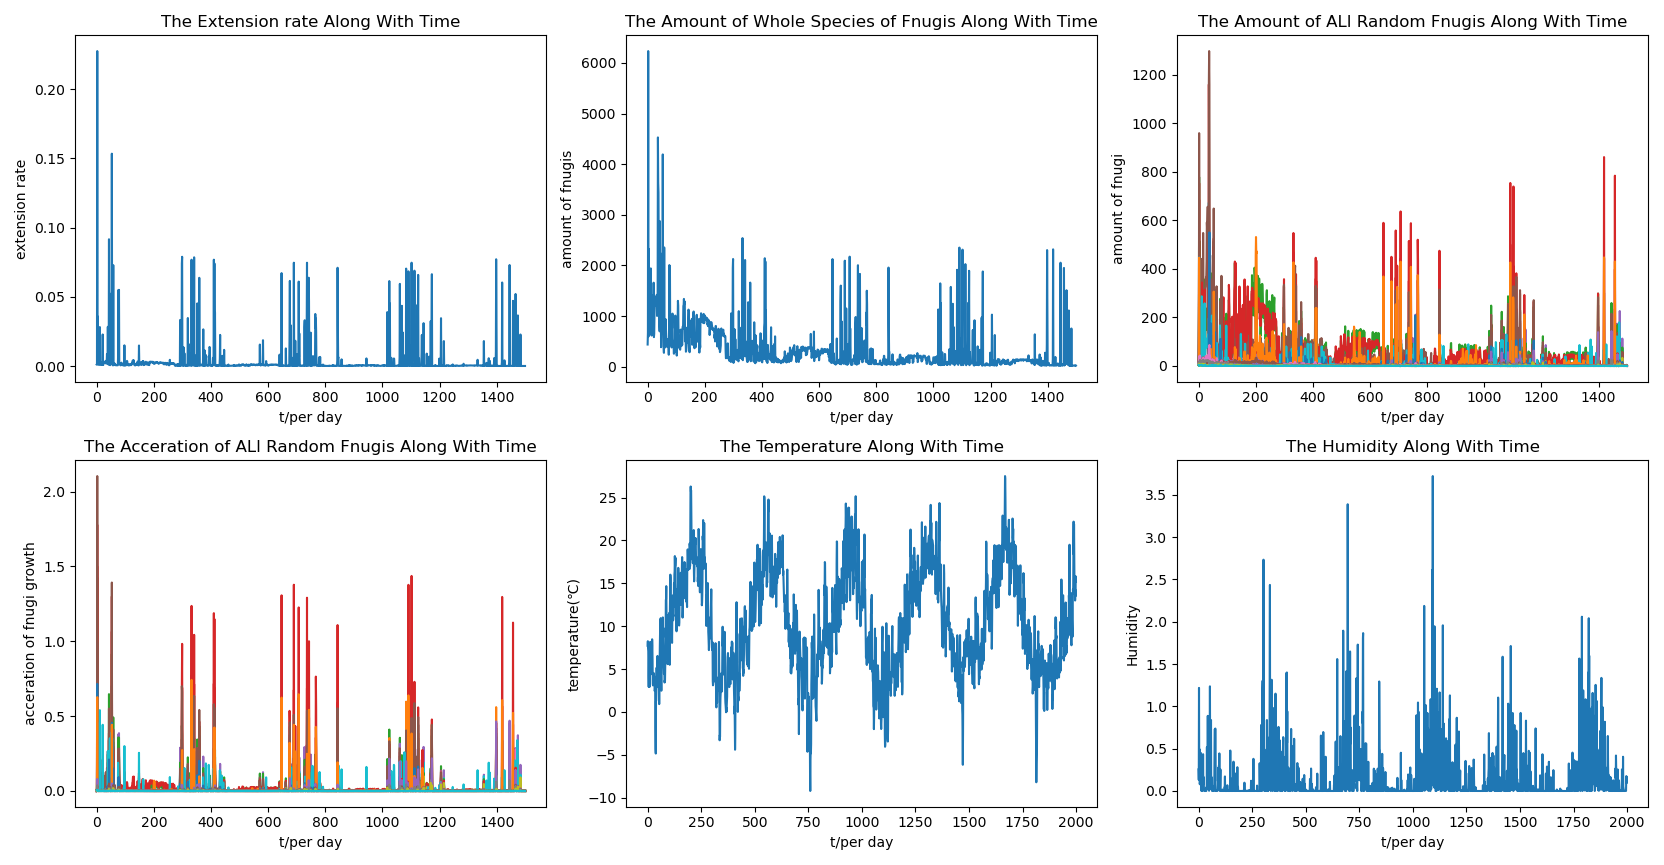 The Extension rate Along With Time
The Amount of Whole Species of Fnugis Along With Time
The Amount of ALl Random Fnugis Along With Time
extension rate
0.20
0.15
0.10
0.05
0.00
0 200 400 600 800 1000 1200 1400
t/per day
amount of fnugis
6000
5000
4000
3000
2000
1000
0
0 200 400 600 800 1000 1200 1400
t/per day
amount of fnugi
1200
1000
800
600
400
200
0
0 200 400 600 800 1000 1200 1400
t/per day
The Acceration of ALl Random Fnugis Along With Time
The Temperature Along With Time
The Humidity Along With Time
acceration of fnugi growth
2.0
1.5
1.0
0.5
0.0
0 200 400 600 800 1000 1200 1400
t/per day
temperature(℃)
25
20
15
10
5
0
−5
−10
0 250 500 750 1000 1250 1500 1750 2000
t/per day
Humidity
3.5
3.0
2.5
2.0
1.5
1.0
0.5
0.0
0 250 500 750 1000 1250 1500 1750 2000
t/per day